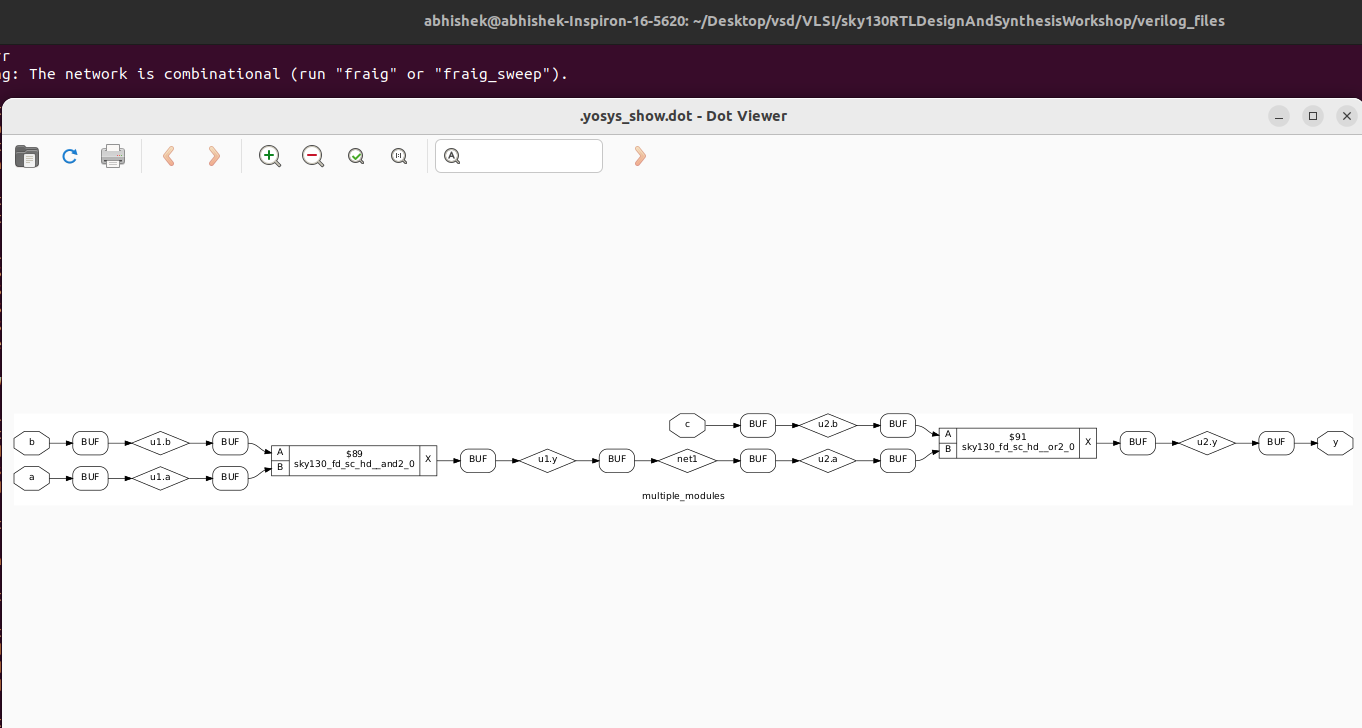 abhishek@abhishek-Inspiron-16-5620: ~/Desktop/vsd/VLSI/sky130RTLDesignAndSynthesisWorkshop/verilog_files
rr
g: The network is combinational (run "fraig" or "fraig_sweep").
.yosys_show.dot - Dot Viewer
c BUF u2.b BUF
b BUF u1.b BUF
A $89 X
B sky130_fd_sc_hd__and2_0
a BUF u1.a BUF
BUF u1.y BUF net1 BUF u2.a BUF
A $91 X
B sky130_fd_sc_hd__or2_0
BUF u2.y BUF y
multiple_modules